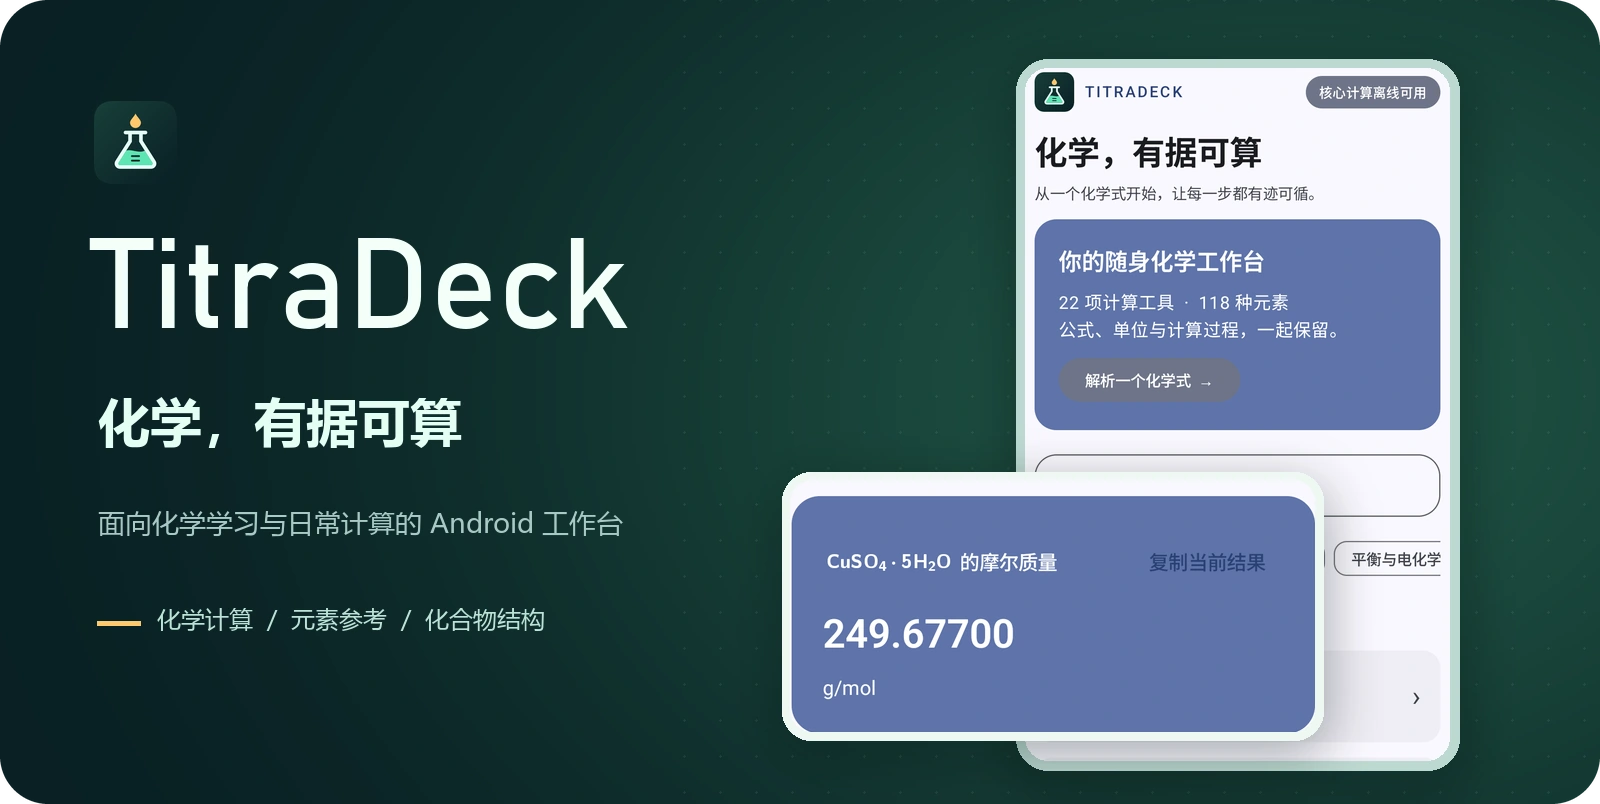 TitraDeck
化学，有据可算
面向化学学习与日常计算的 Android 工作台
化学计算 / 元素参考 / 化合物结构
TITRADECK
核心计算离线可用
化学，有据可算
从一个化学式开始，让每一步都有迹可循。
你的随身化学工作台
22 项计算工具 · 118 种元素
公式、单位与计算过程，一起保留。
解析一个化学式 →
平衡与电化学
CuSO₄ · 5H₂O 的摩尔质量
复制当前结果
249.67700
g/mol